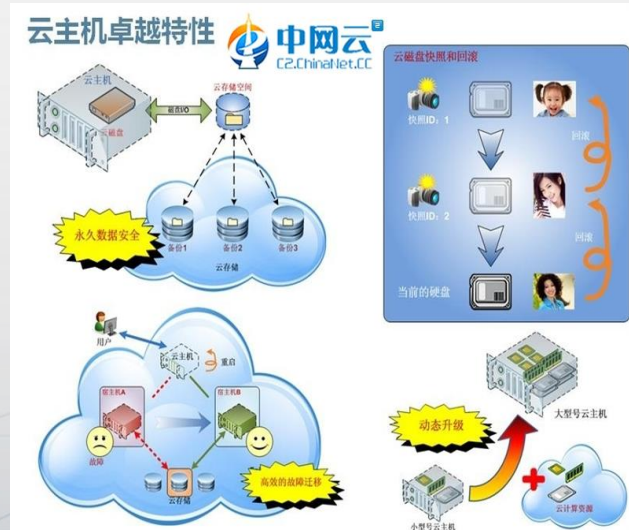 云主机卓越特性
中网云
C2.ChinaNet.CC
云主机
云磁盘
磁盘I/O
云存储空间
永久数据安全
备份1
备份2
备份3
云存储
云磁盘快照和回滚
快照ID：1
回滚
快照ID：2
回滚
当前的硬盘
用户
云主机
重启
宿主机A
宿主机B
故障
云存储
高效的故障迁移
大型号云主机
动态升级
小型号云主机
云计算资源